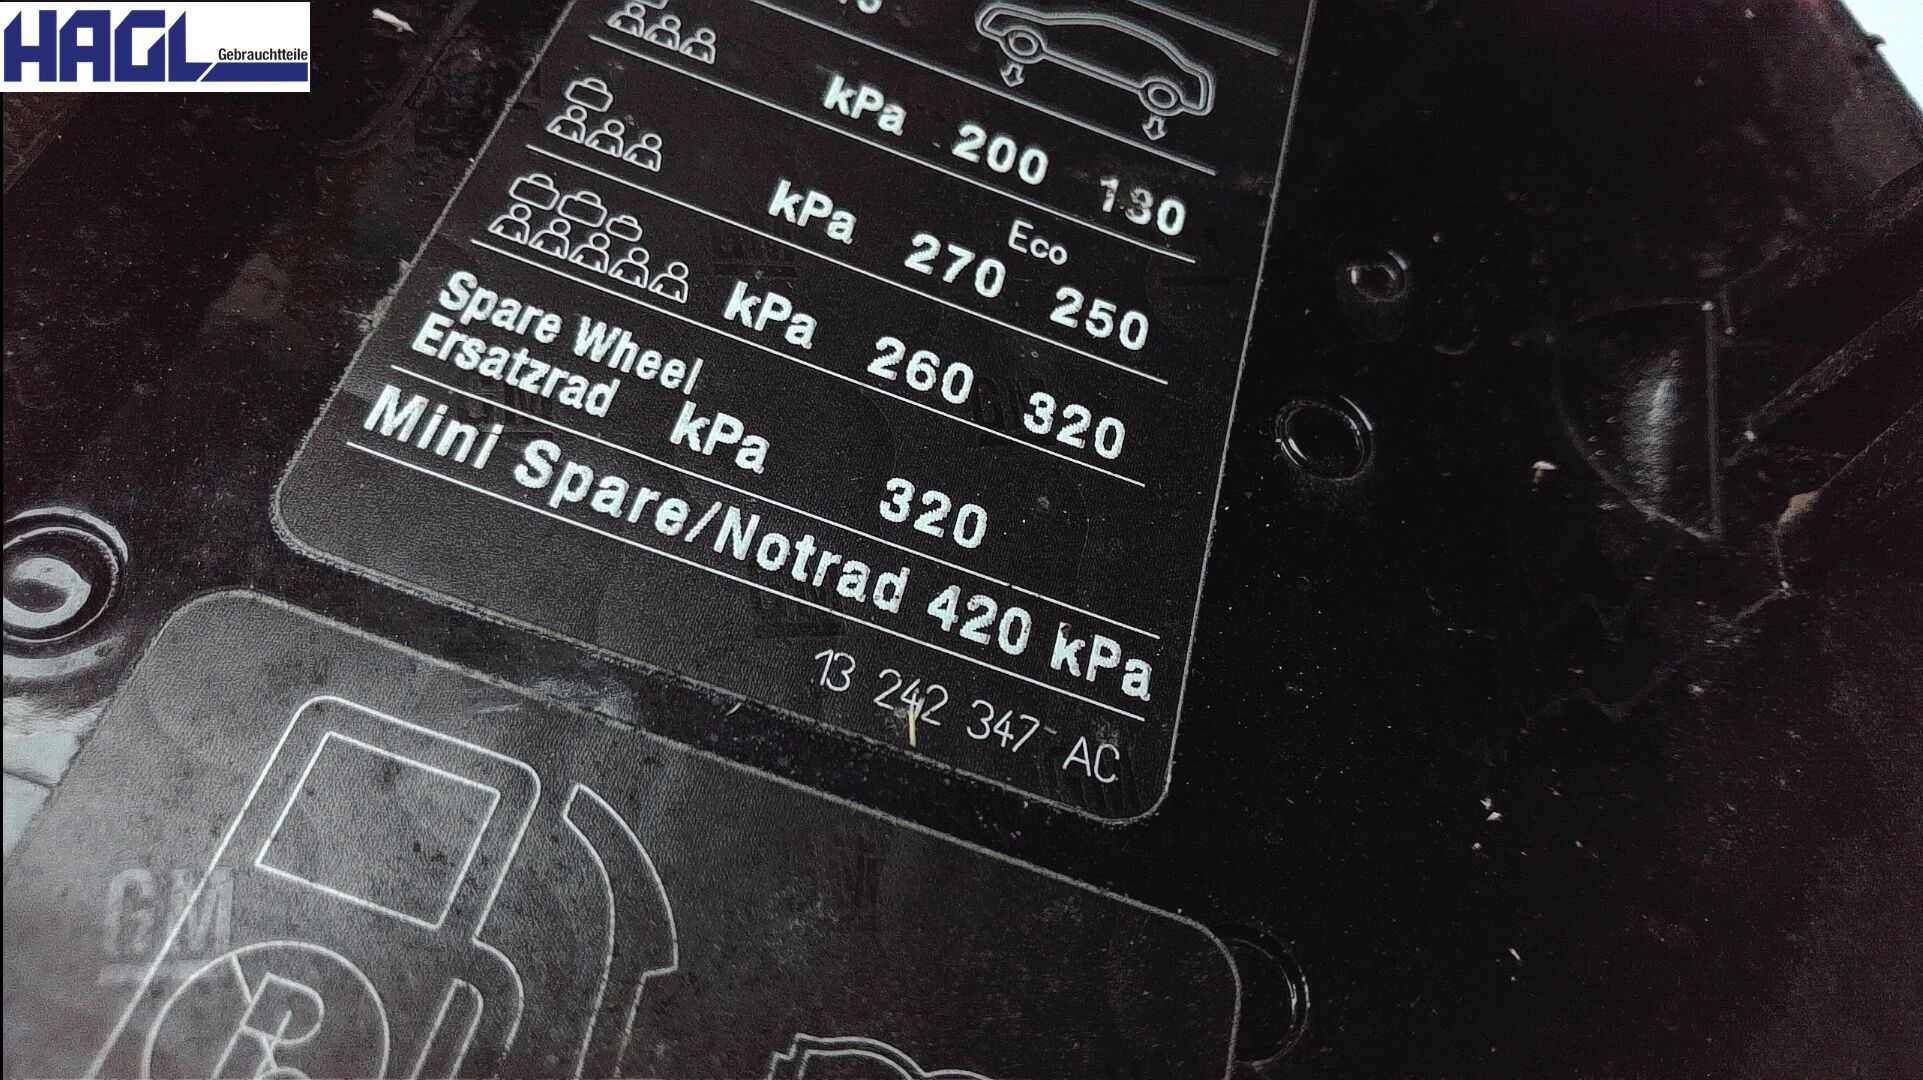 HAGL
Gebrauchtteile
kPa 200 180
Eco
kPa 270 250
kPa 260 320
Spare Wheel
Ersatzrad kPa 320
Mini Spare/Notrad 420 kPa
13 242 347 AC
GM